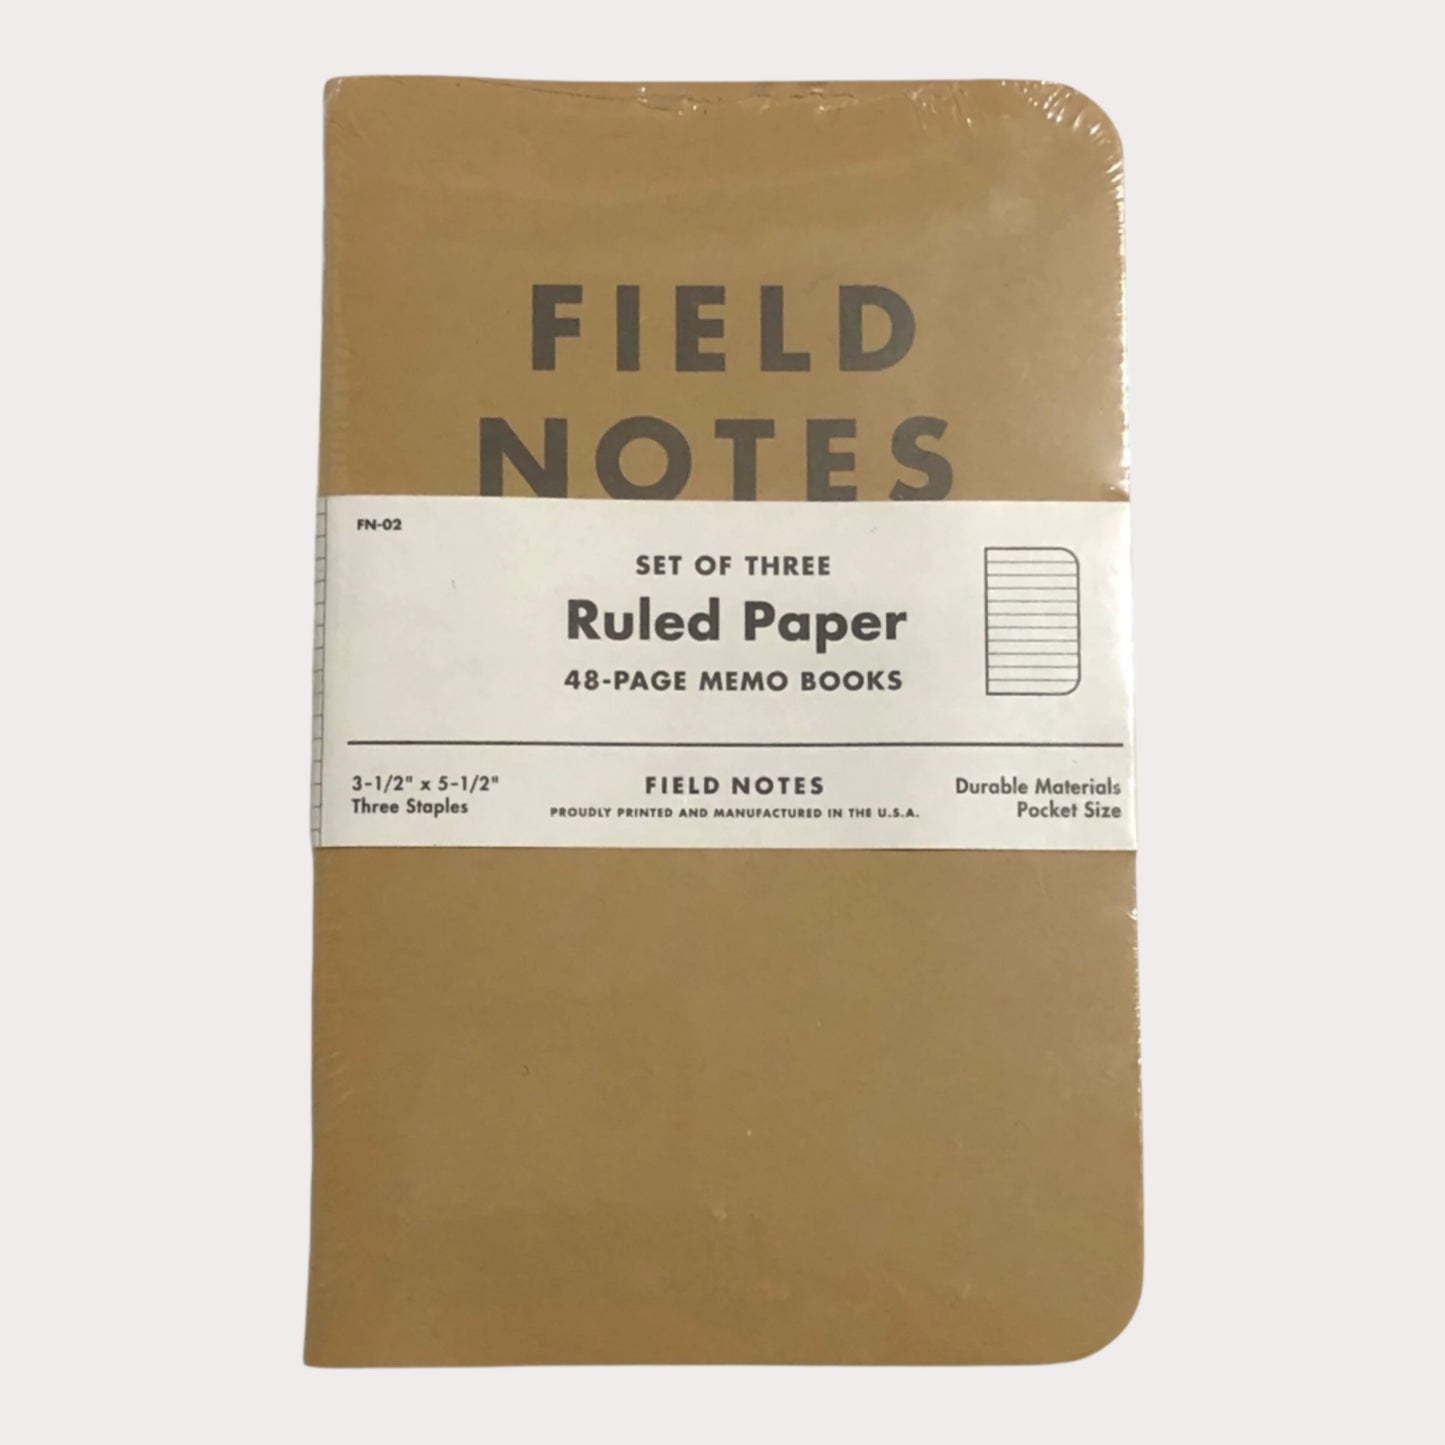 FIELD
NOTES
FN-02
SET OF THREE
Ruled Paper
48-PAGE MEMO BOOKS
3-1/2" x 5-1/2"
Three Staples
FIELD NOTES
PROUDLY PRINTED AND MANUFACTURED IN THE U.S.A.
Durable Materials
Pocket Size